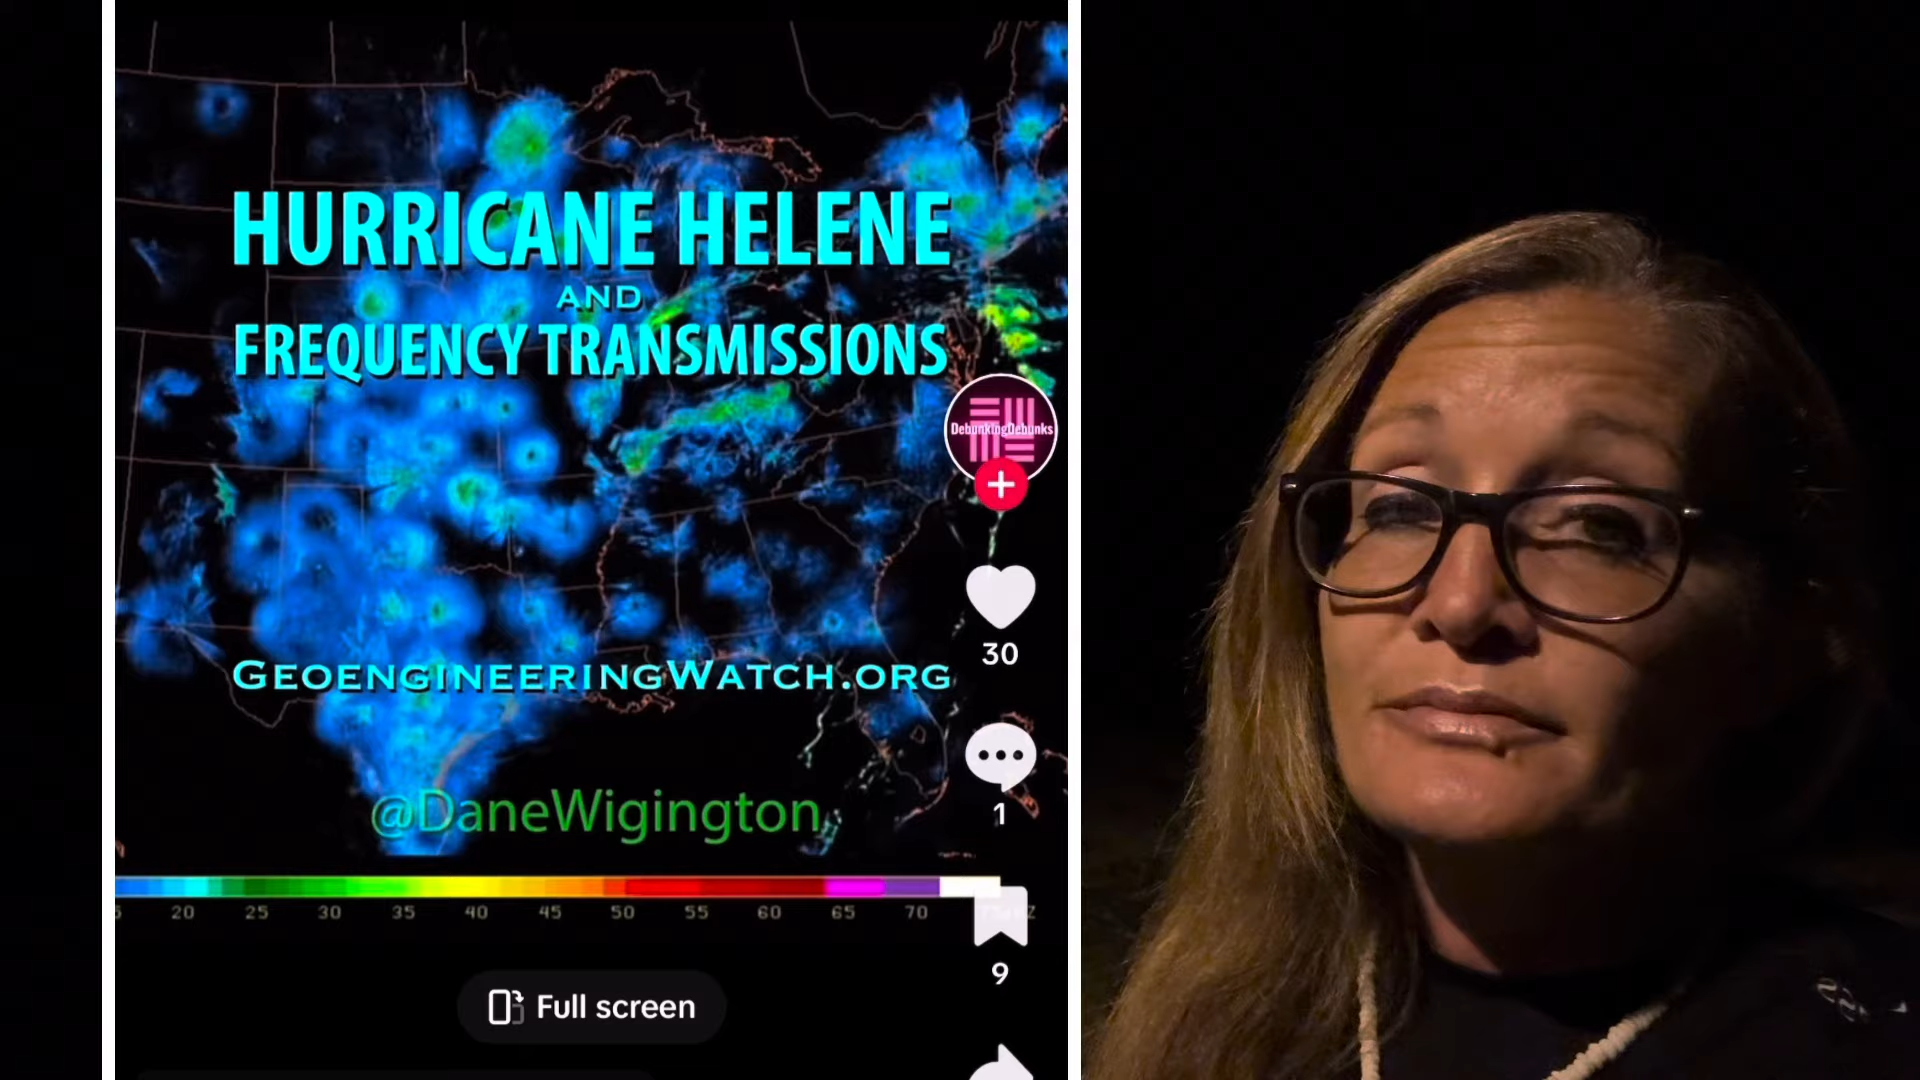 HURRICANE HELENE
AND
FREQUENCY TRANSMISSIONS
DebunkingDebunks
30
GEOENGINEERINGWATCH.ORG
1
@DaneWigington
20 25 30 35 40 45 50 55 60 65 70
9
Full screen